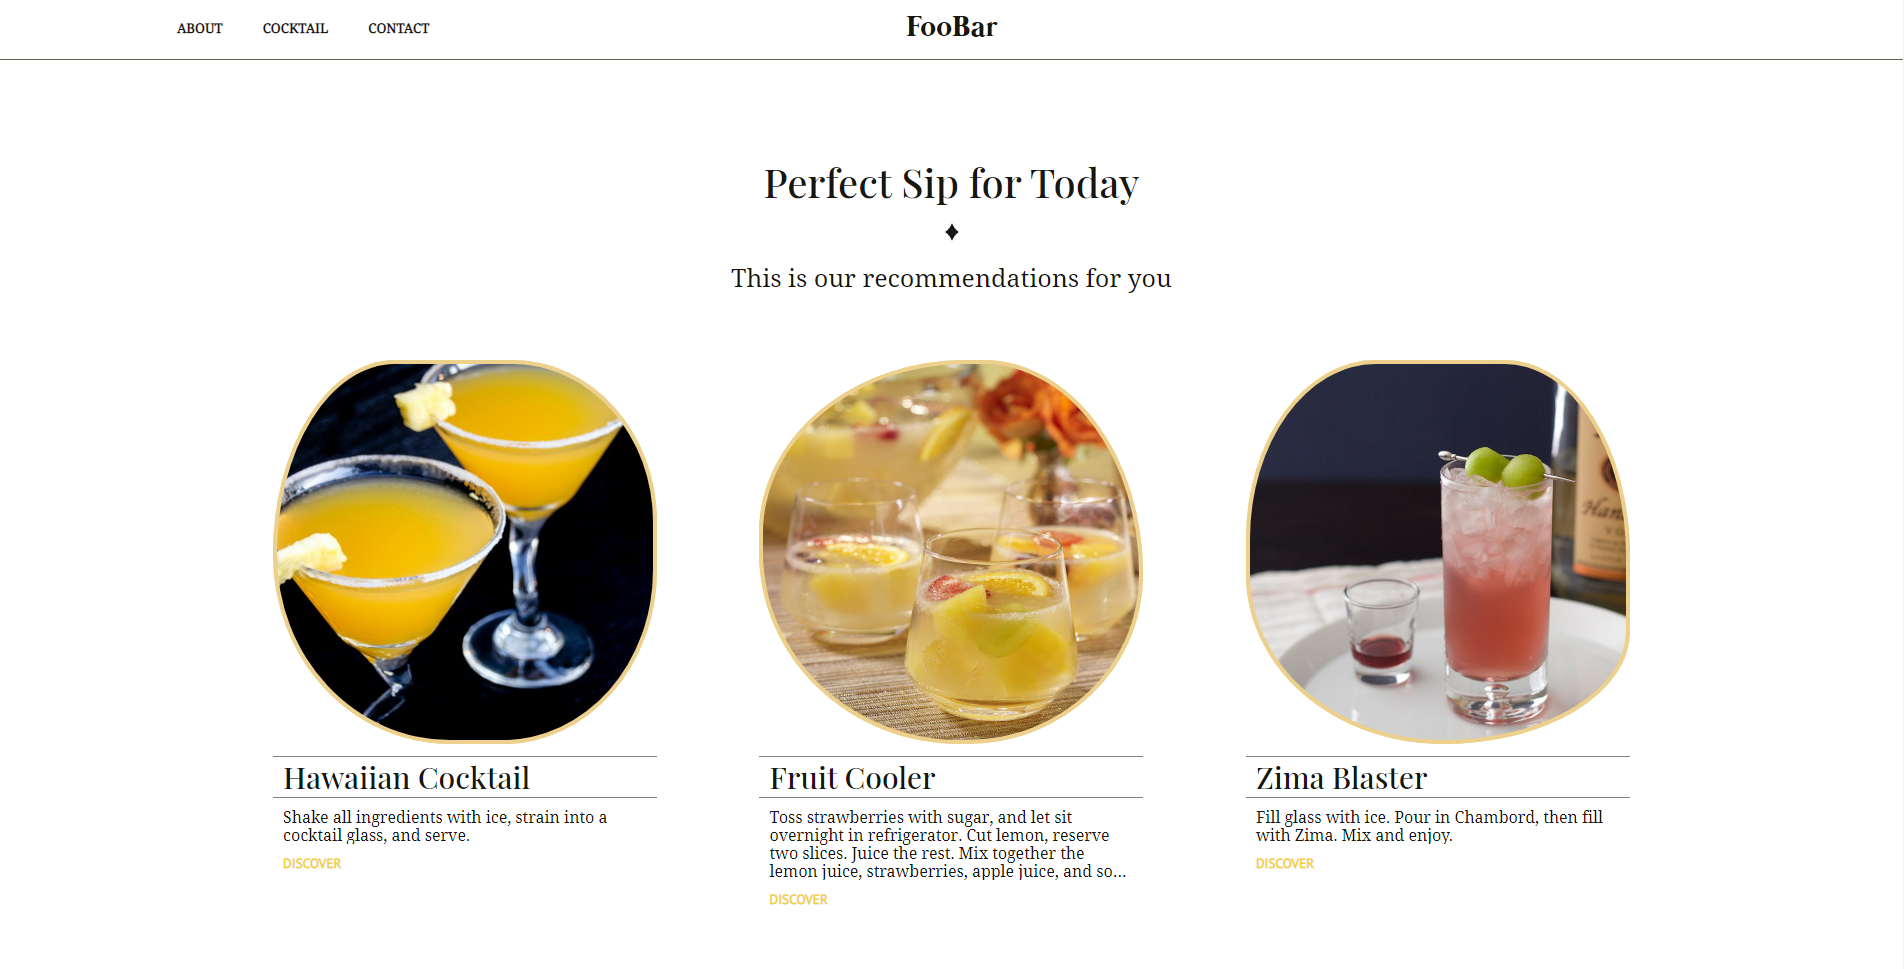 ABOUT COCKTAIL CONTACT FooBar
Perfect Sip for Today
This is our recommendations for you
Hawaiian Cocktail
Shake all ingredients with ice, strain into a
cocktail glass, and serve.
DISCOVER
Fruit Cooler
Toss strawberries with sugar, and let sit
overnight in refrigerator. Cut lemon, reserve
two slices. Juice the rest. Mix together the
lemon juice, strawberries, apple juice, and so...
DISCOVER
Zima Blaster
Fill glass with ice. Pour in Chambord, then fill
with Zima. Mix and enjoy.
DISCOVER